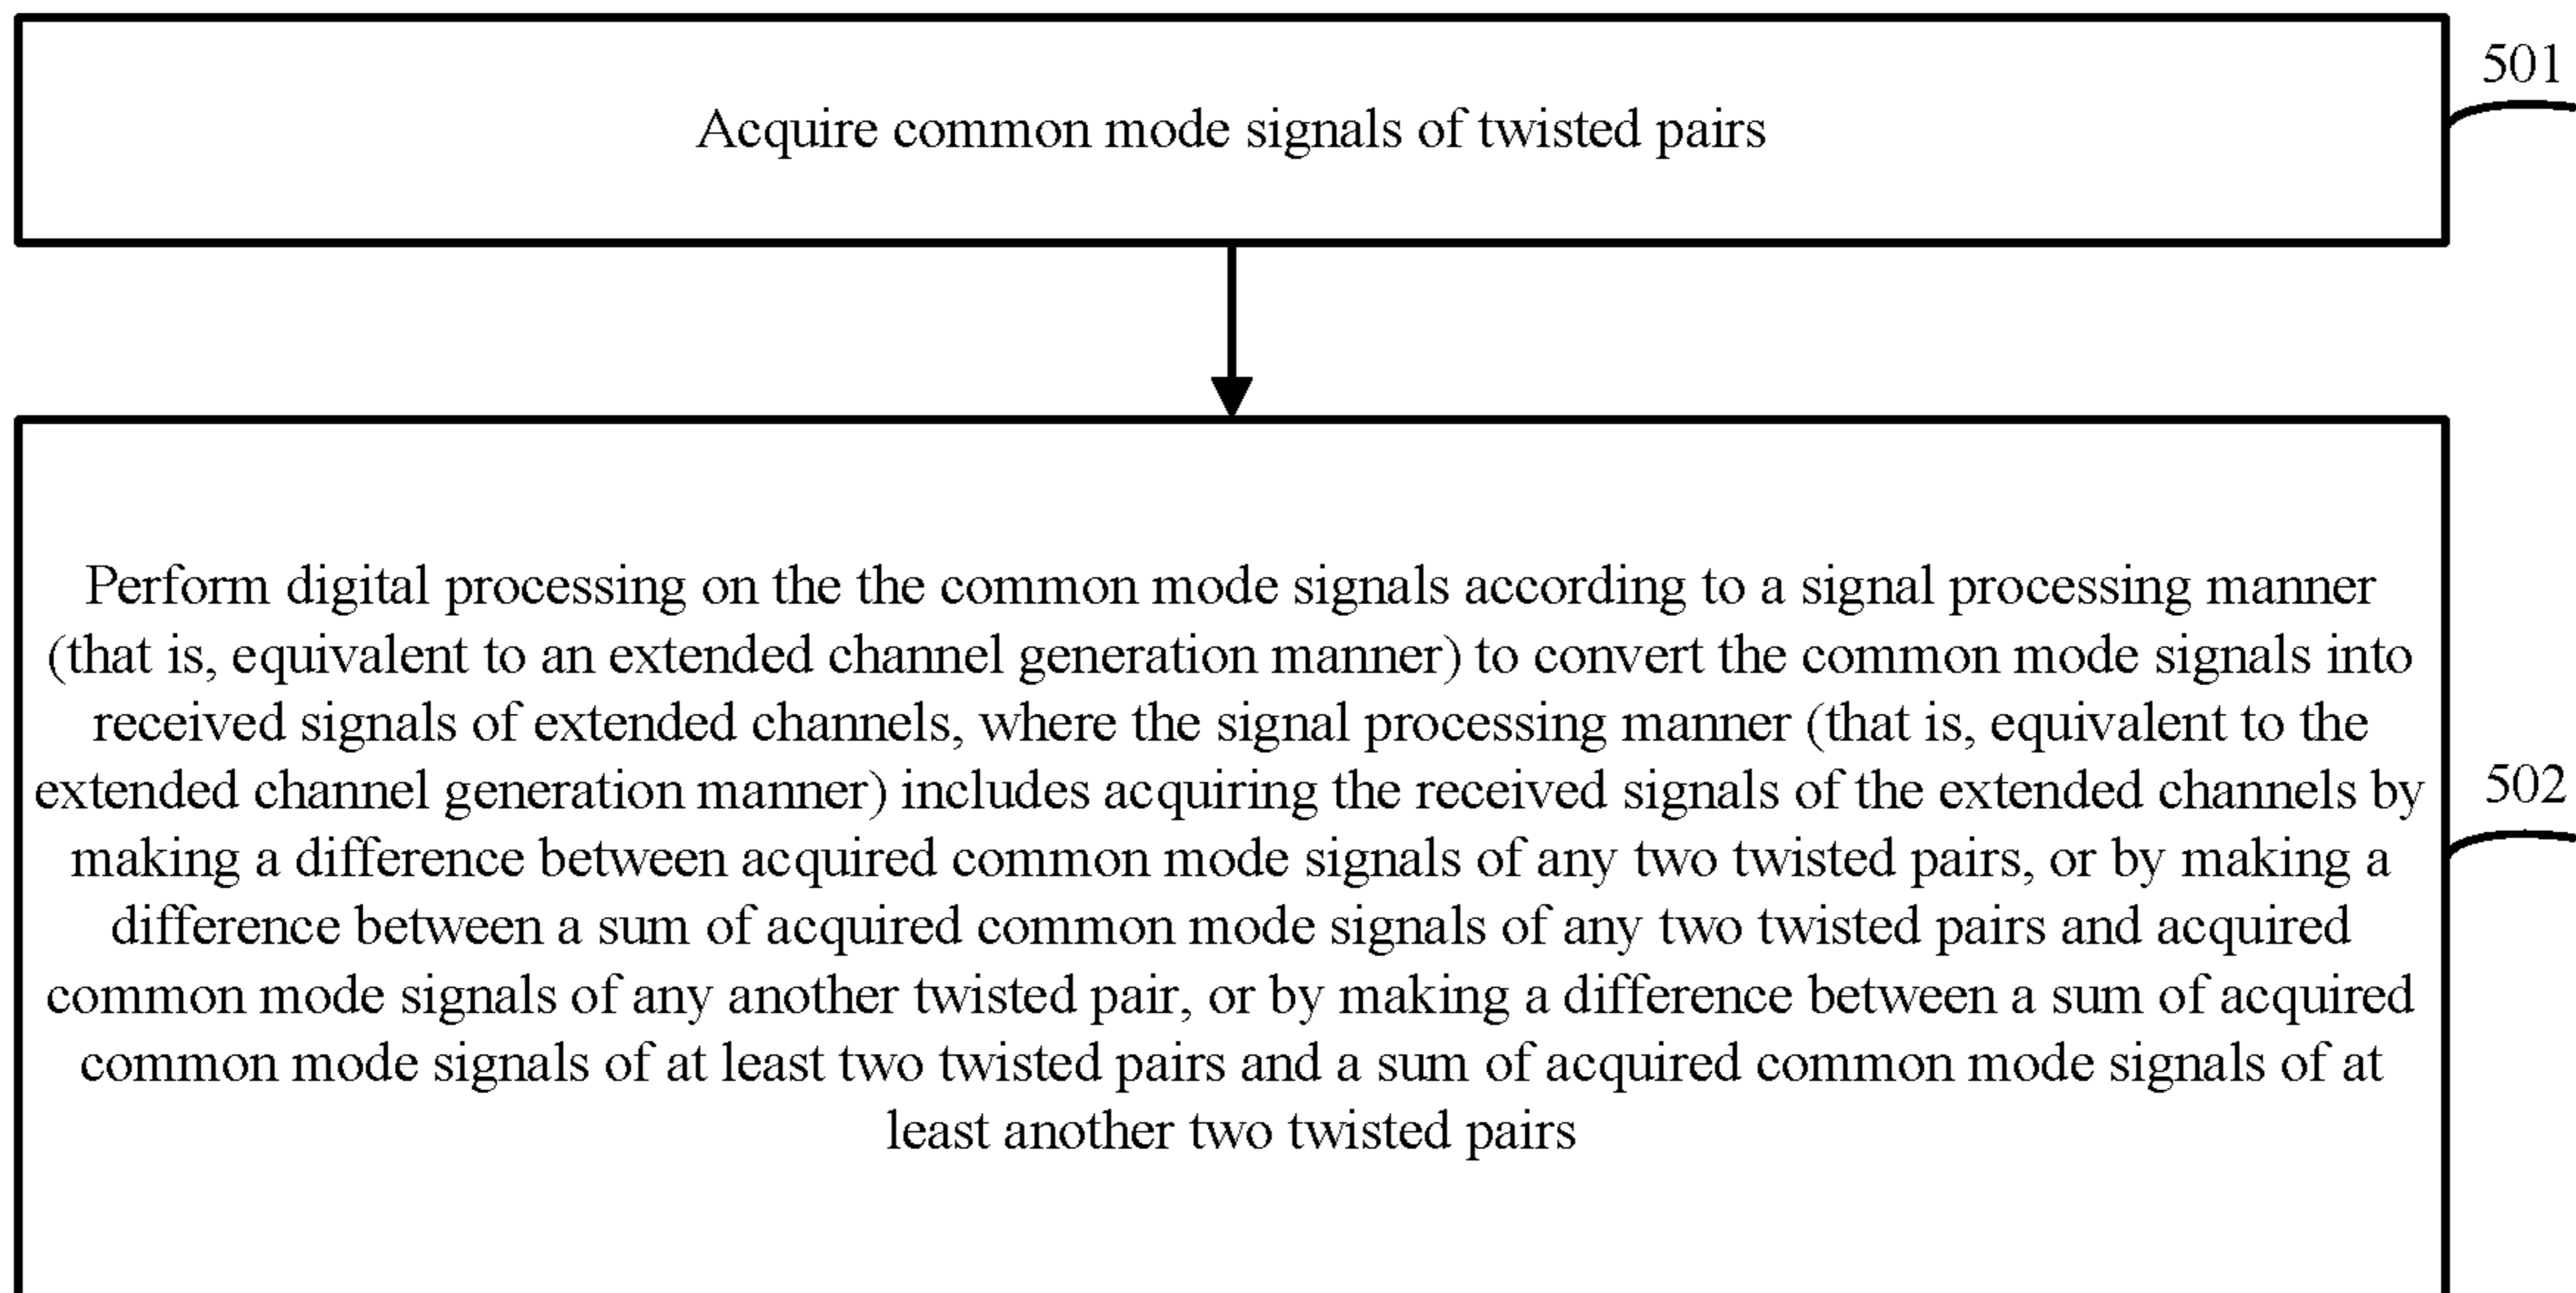 501
Acquire common mode signals of twisted pairs
Perform digital processing on the the common mode signals according to a signal processing manner
(that is, equivalent to an extended channel generation manner) to convert the common mode signals into
received signals of extended channels, where the signal processing manner (that is, equivalent to the
extended channel generation manner) includes acquiring the received signals of the extended channels by
502
making a difference between acquired common mode signals of any two twisted pairs, or by making a
difference between a sum of acquired common mode signals of any two twisted pairs and acquired
common mode signals of any another twisted pair, or by making a difference between a sum of acquired
common mode signals of at least two twisted pairs and a sum of acquired common mode signals of at
least another two twisted pairs